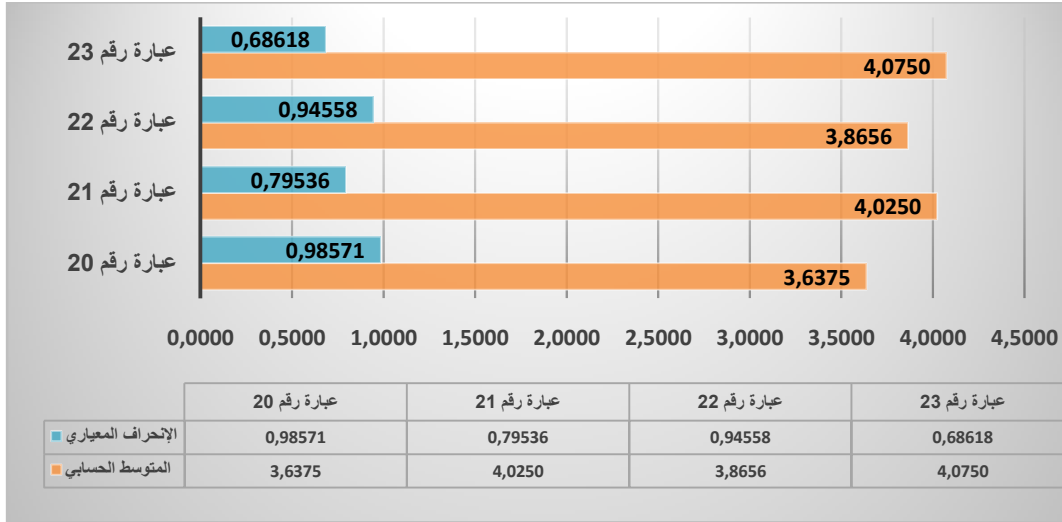 عبارة رقم 23
0,68618
4,0750
عبارة رقم 22
0,94558
3,8656
عبارة رقم 21
0,79536
4,0250
عبارة رقم 20
0,98571
3,6375
0,0000 0,5000 1,0000 1,5000 2,0000 2,5000 3,0000 3,5000 4,0000 4,5000
عبارة رقم 20 عبارة رقم 21 عبارة رقم 22 عبارة رقم 23
الإنحراف المعياري 0,98571 0,79536 0,94558 0,68618
المتوسط الحسابي 3,6375 4,0250 3,8656 4,0750